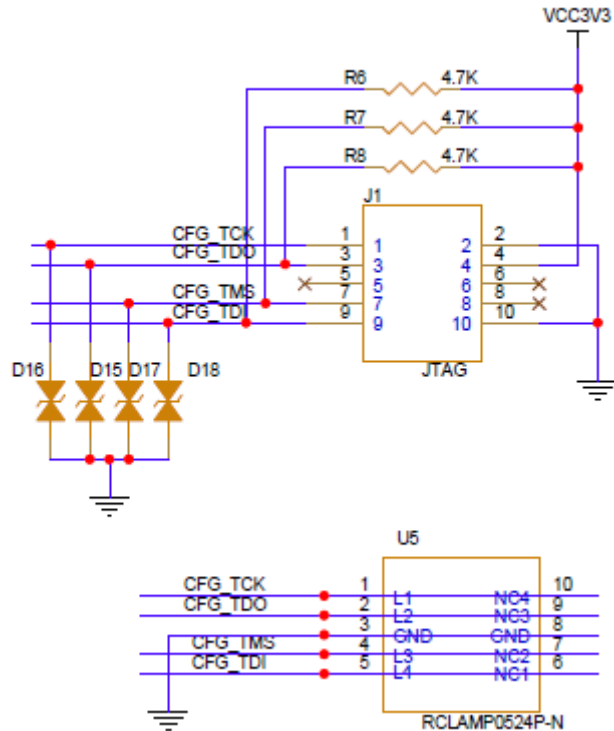 VCC3V3
R6 4.7K
R7 4.7K
R8 4.7K
J1
CFG_TCK 1 1 2 2
CFG_TDO 3 3 4 4
5 5 6 6
CFG_TMS 7 7 8 8
CFG_TDI 9 9 10 10
JTAG
D16 D15 D17 D18
U5
CFG_TCK 1 L1 NC4 10
CFG_TDO 2 L2 NC3 9
3 GND GND 8
CFG_TMS 4 L3 NC2 7
CFG_TDI 5 L4 NC1 6
RCLAMP0524P-N